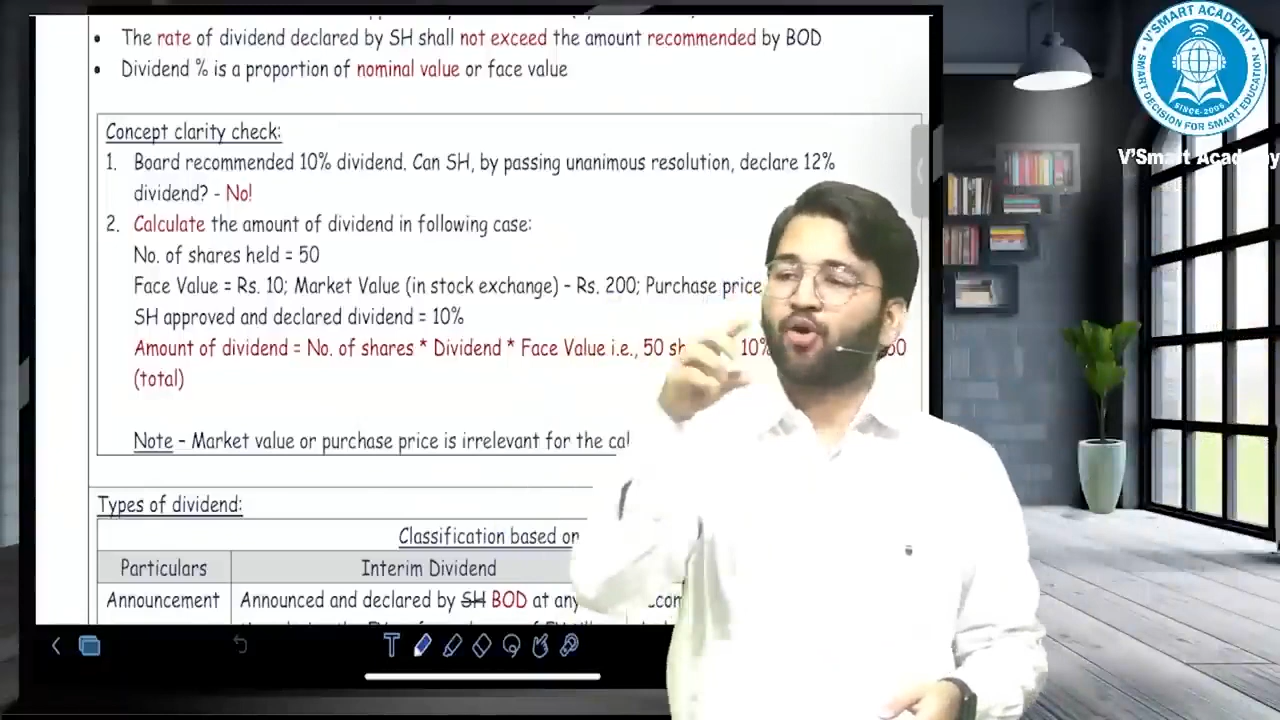 • The rate of dividend declared by SH shall not exceed the amount recommended by BOD
• Dividend % is a proportion of nominal value or face value
Concept clarity check:
1. Board recommended 10% dividend. Can SH, by passing unanimous resolution, declare 12%
dividend? - No!
2. Calculate the amount of dividend in following case:
No. of shares held = 50
Face Value = Rs. 10; Market Value (in stock exchange) - Rs. 200; Purchase price
SH approved and declared dividend = 10%
Amount of dividend = No. of shares * Dividend * Face Value i.e., 50 10%
(total)
Note – Market value or purchase price is irrelevant for the
Types of dividend:
Classification based on
Particulars Interim Dividend
Announcement Announced and declared by SH BOD at any
V'SMART ACADEMY
SMART DECISION FOR SMART EDUCATION
SINCE-2006
V'Smart Academy